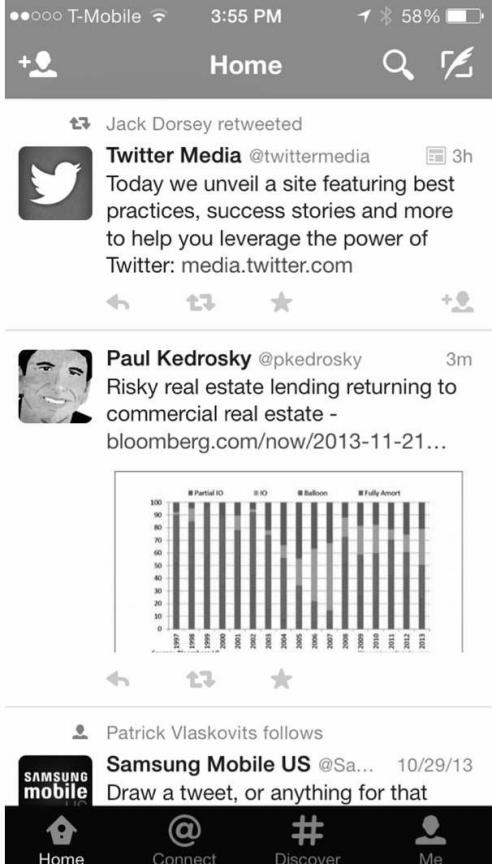 T-Mobile 3:55 PM 58%
Home
Jack Dorsey retweeted
Twitter Media @twittermedia 3h
Today we unveil a site featuring best
practices, success stories and more
to help you leverage the power of
Twitter: media.twitter.com
Paul Kedrosky @pkedrosky 3m
Risky real estate lending returning to
commercial real estate -
bloomberg.com/now/2013-11-21...
Partial IO IO Balloon Fully Amort
100
90
80
70
60
50
40
30
20
10
0
1997 1998 1999 2000 2001 2002 2003 2004 2005 2006 2007 2008 2009 2010 2011 2012 2013
Patrick Vlaskovits follows
Samsung Mobile US @Sa... 10/29/13
SAMSUNG
mobile
US
Draw a tweet, or anything for that
Home Connect Discover Me